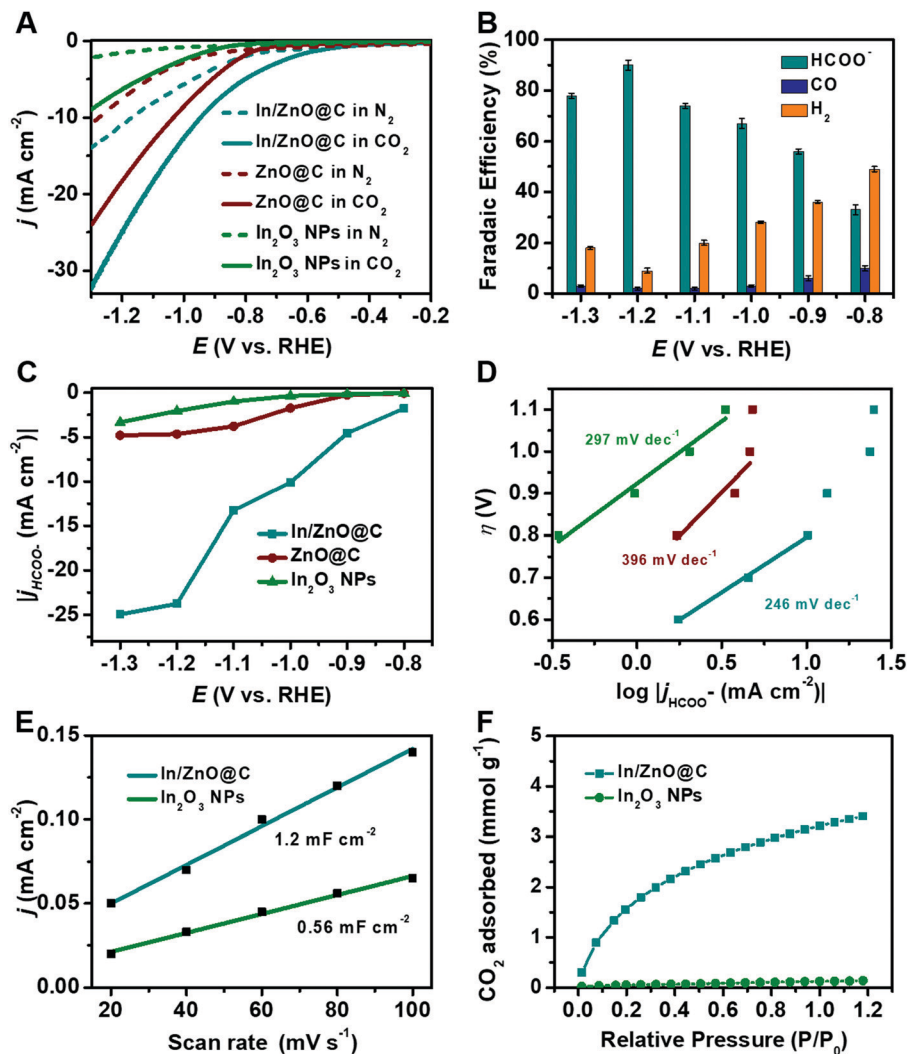 A
0
-10
-20
-30
j (mA cm-2)
In/ZnO@C in N2
In/ZnO@C in CO2
ZnO@C in N2
ZnO@C in CO2
In2O3 NPs in N2
In2O3 NPs in CO2
-1.2 -1.0 -0.8 -0.6 -0.4 -0.2
E (V vs. RHE)
B
100
80
60
40
20
0
Faradaic Efficiency (%)
HCOO-
CO
H2
-1.3 -1.2 -1.1 -1.0 -0.9 -0.8
E (V vs. RHE)
C
0
-5
-10
-15
-20
-25
|jHCOO- (mA cm-2)|
In/ZnO@C
ZnO@C
In2O3 NPs
-1.3 -1.2 -1.1 -1.0 -0.9 -0.8
E (V vs. RHE)
D
1.1
1.0
0.9
0.8
0.7
0.6
η (V)
297 mV dec-1
396 mV dec-1
246 mV dec-1
-0.5 0.0 0.5 1.0 1.5
log |jHCOO- (mA cm-2)|
E
0.15
0.10
0.05
0.00
j (mA cm-2)
In/ZnO@C
In2O3 NPs
1.2 mF cm-2
0.56 mF cm-2
20 40 60 80 100
Scan rate (mV s-1)
F
5
4
3
2
1
0
CO2 adsorbed (mmol g-1)
In/ZnO@C
In2O3 NPs
0.0 0.2 0.4 0.6 0.8 1.0 1.2
Relative Pressure (P/P0)